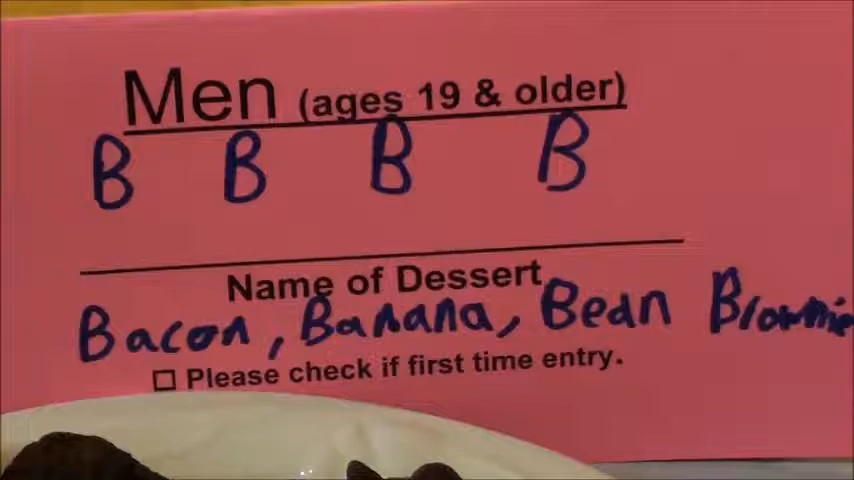 Men (ages 19 & older)
B B B B
Name of Dessert
Bacon, Banana, Bean Brownie
☐ Please check if first time entry.